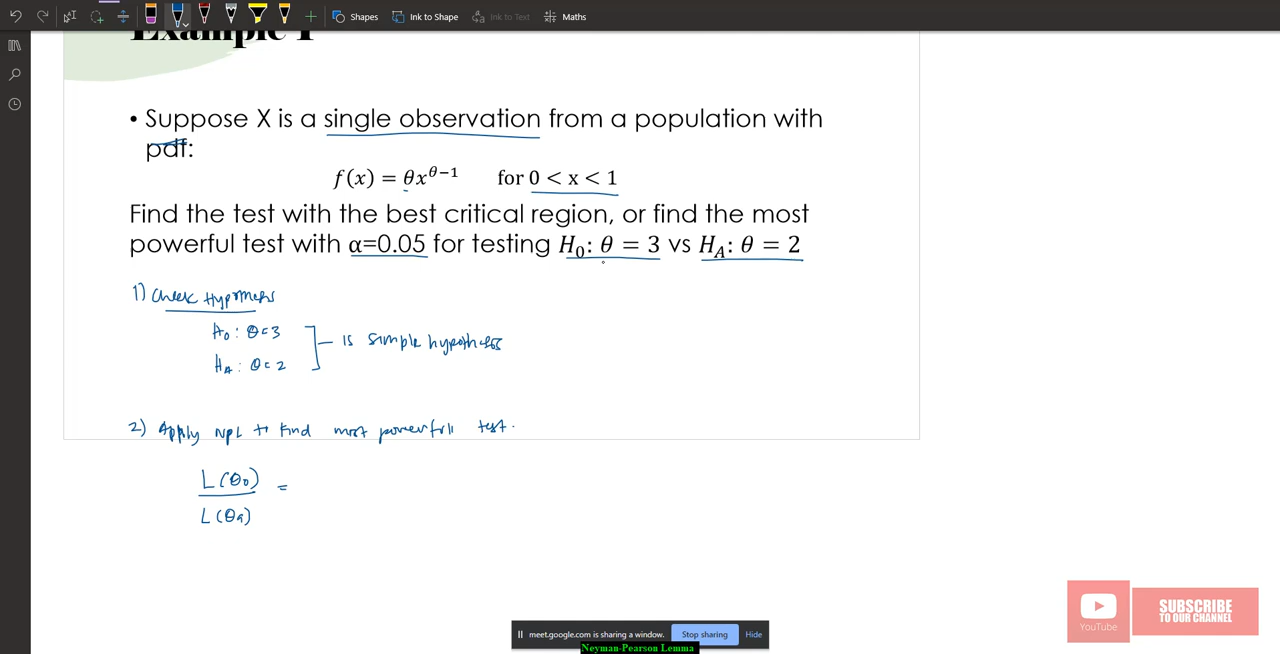 Shapes Ink to Shape Ink to Text Maths
Example 1
• Suppose X is a single observation from a population with
pdf:
f(x) = θx^{θ−1} for 0 < x < 1
Find the test with the best critical region, or find the most
powerful test with α=0.05 for testing H₀: θ = 3 vs H_A: θ = 2
1) Check Hypothesis
H₀: θ = 3
is simple hypothesis
H_A: θ = 2
2) Apply NPL to find most powerfull test.
L(θ₀)
=
L(θa)
YouTube
SUBSCRIBE
TO OUR CHANNEL
meet.google.com is sharing a window. Stop sharing Hide
Neyman-Pearson Lemma